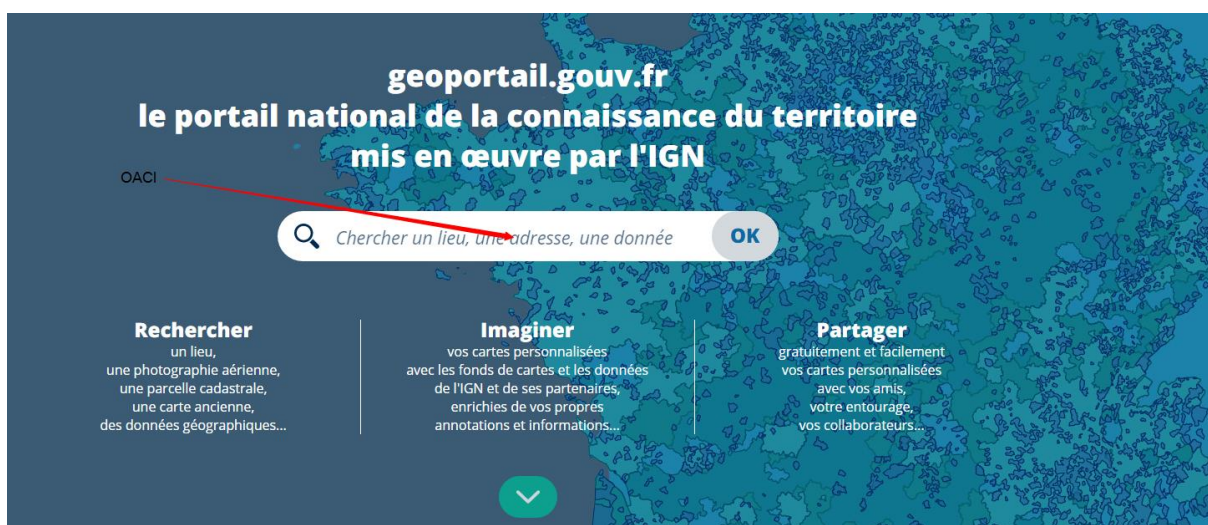 geoportail.gouv.fr
le portail national de la connaissance du territoire
mis en œuvre par l'IGN
OACI
Chercher un lieu, une adresse, une donnée
OK
Rechercher
un lieu,
une photographie aérienne,
une parcelle cadastrale,
une carte ancienne,
des données géographiques...
Imaginer
vos cartes personnalisées
avec les fonds de cartes et les données
de l'IGN et de ses partenaires,
enrichies de vos propres
annotations et informations...
Partager
gratuitement et facilement
vos cartes personnalisées
avec vos amis,
votre entourage,
vos collaborateurs...